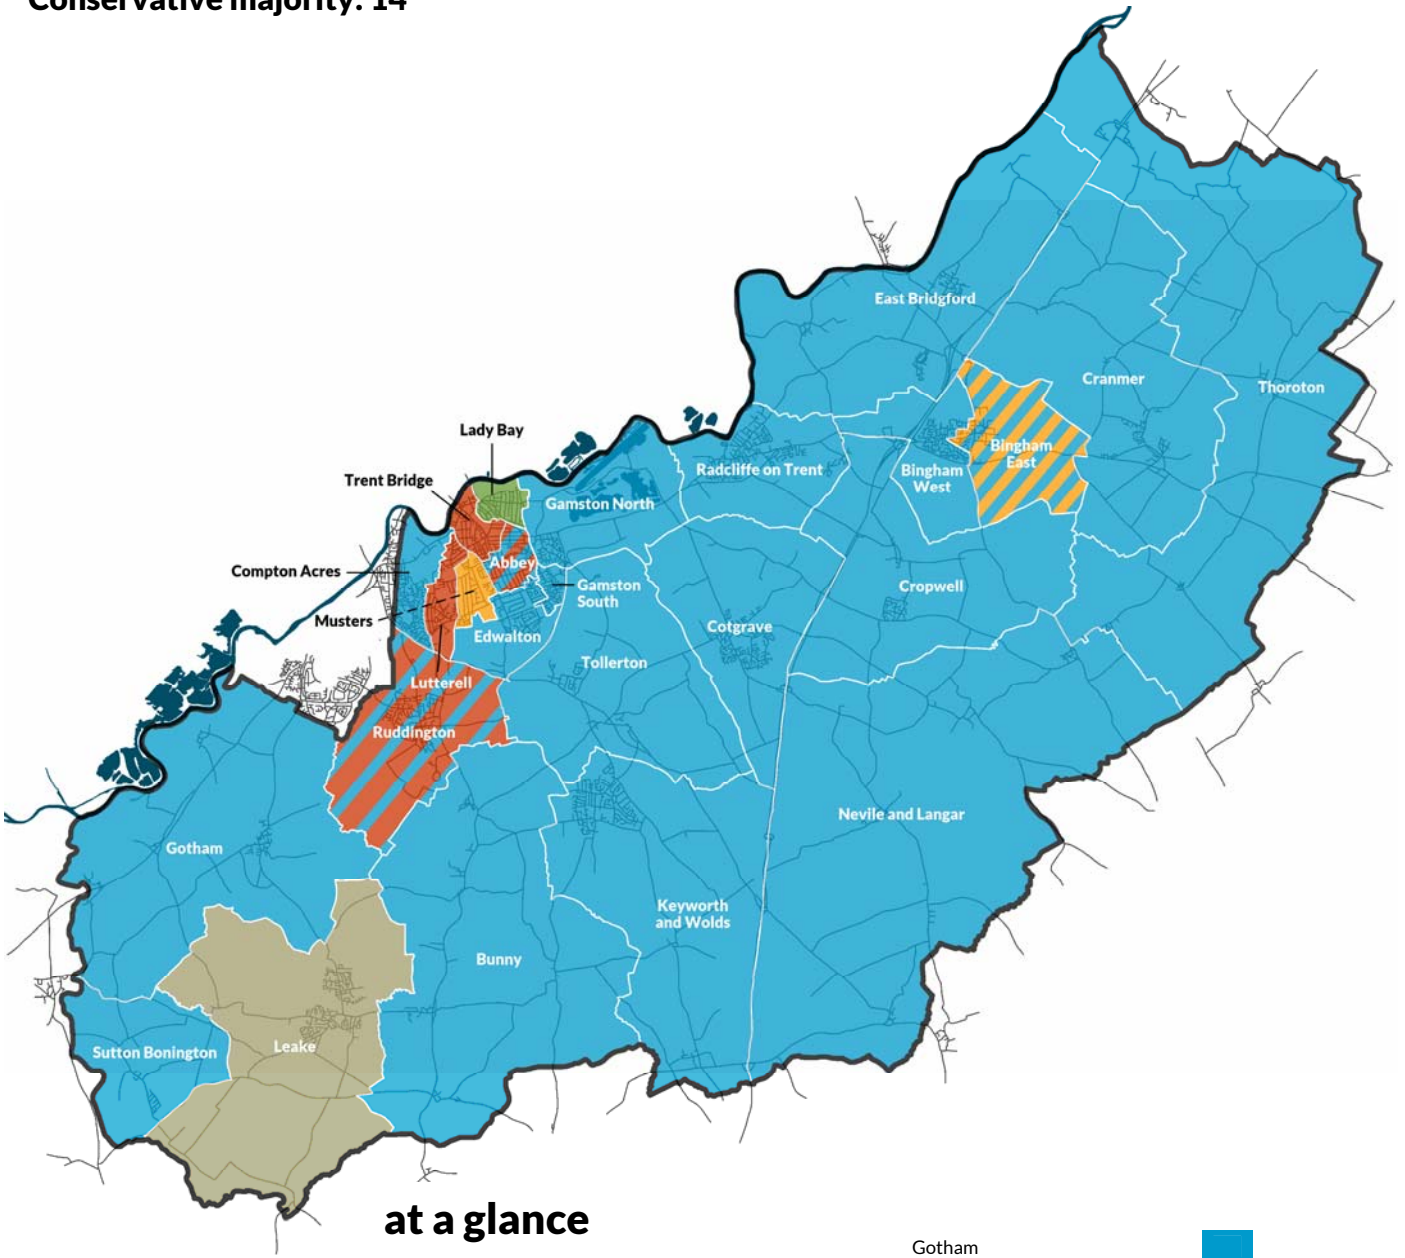 Conservative majority: 14
East Bridgford
Cranmer
Thoroton
Lady Bay
Bingham
East
Radcliffe on Trent
Bingham
West
Trent Bridge
Gamston North
Abbey
Compton Acres
Gamston
South
Cropwell
Musters
Cotgrave
Edwalton
Tollerton
Lutterell
Ruddington
Nevile and Langar
Gotham
Keyworth
and Wolds
Bunny
Leake
Sutton Bonington
at a glance
Gotham